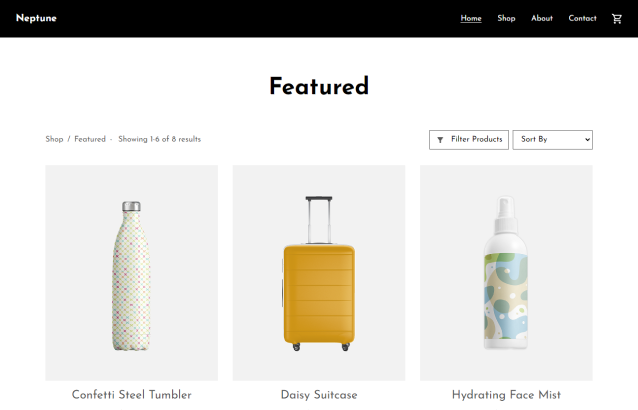 Neptune
Home Shop About Contact
Featured
Shop / Featured - Showing 1-6 of 8 results
Filter Products
Sort By
Confetti Steel Tumbler
Daisy Suitcase
Hydrating Face Mist